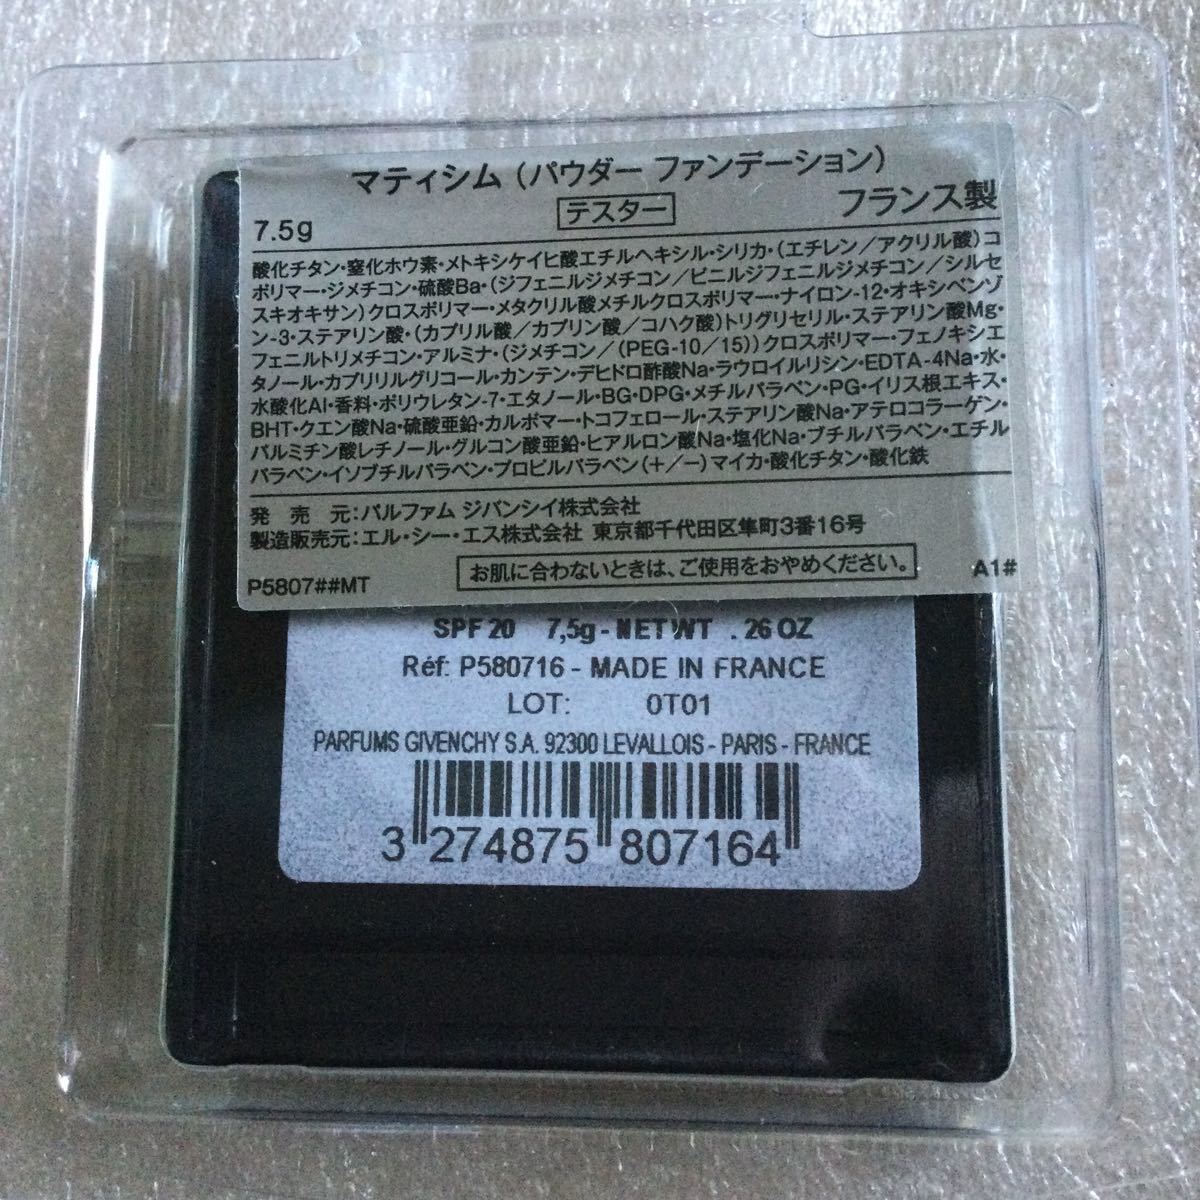 マティシム(パウダー ファンデーション)
テスター
フランス製
7.5g
酸化チタン・窒化ホウ素・メトキシケイヒ酸エチルヘキシル・シリカ・(エチレン/アクリル酸)コ
ポリマー・ジメチコン・硫酸Ba・(ジフェニルジメチコン/ビニルジフェニルジメチコン/シルセ
スキオキサン)クロスポリマー・メタクリル酸メチルクロスポリマー・ナイロン-12・オキシベンゾ
ン-3・ステアリン酸・(カプリル酸/カプリン酸/コハク酸)トリグリセリル・ステアリン酸Mg・
フェニルトリメチコン・アルミナ・(ジメチコン/(PEG-10/15))クロスポリマー・フェノキシエ
タノール・カプリリルグリコール・カンテン・デヒドロ酢酸Na・ラウロイルリシン・EDTA-4Na・水・
水酸化Al・香料・ポリウレタン-7・エタノール・BG・DPG・メチルパラベン・PG・イリス根エキス・
BHT・クエン酸Na・硫酸亜鉛・カルボマー・トコフェロール・ステアリン酸Na・アテロコラーゲン・
パルミチン酸レチノール・グルコン酸亜鉛・ヒアルロン酸Na・塩化Na・ブチルパラベン・エチル
パラベン・イソブチルパラベン・プロピルパラベン(+/-)マイカ・酸化チタン・酸化鉄
発 売 元:パルファム ジバンシイ株式会社
製造販売元:エル・シー・エス株式会社 東京都千代田区隼町3番16号
お肌に合わないときは、ご使用をおやめください。
P5807##MT
A1#
SPF 20 7,5g - NET WT .26 OZ
Réf: P580716 - MADE IN FRANCE
LOT: 0T01
PARFUMS GIVENCHY S.A. 92300 LEVALLOIS - PARIS - FRANCE
3 274875 807164